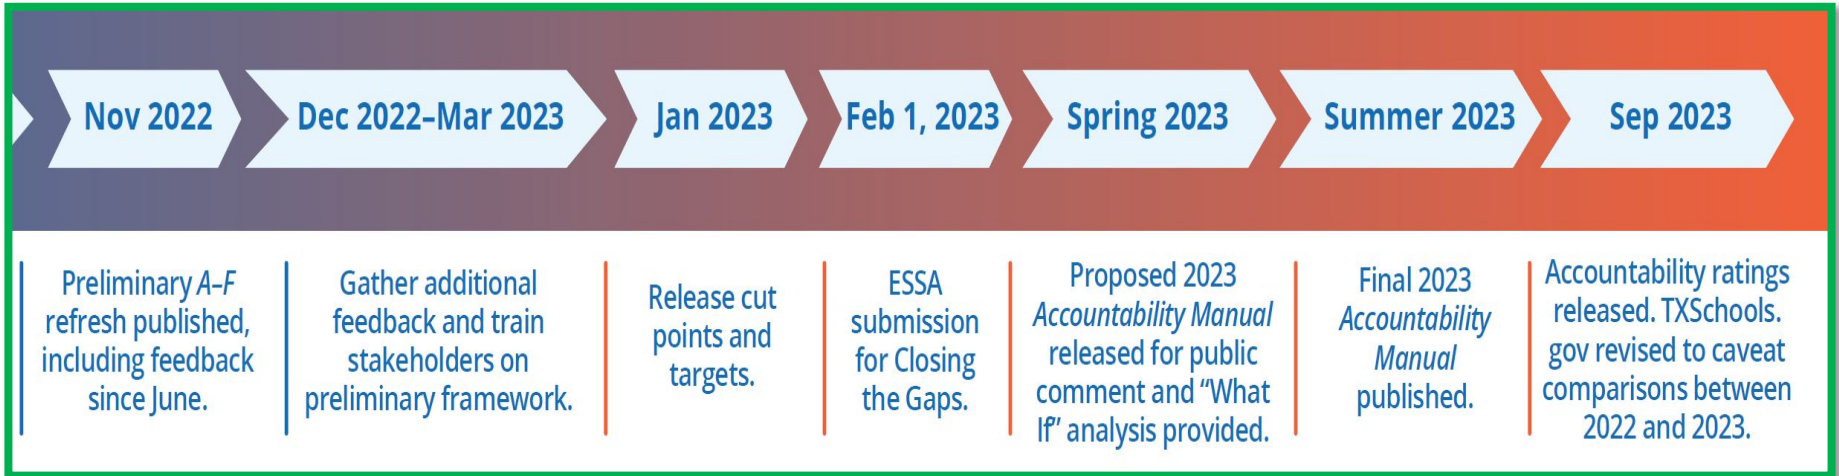 Nov 2022
Dec 2022–Mar 2023
Jan 2023
Feb 1, 2023
Spring 2023
Summer 2023
Sep 2023
Preliminary A–F
refresh published,
including feedback
since June.
Gather additional
feedback and train
stakeholders on
preliminary framework.
Release cut
points and
targets.
ESSA
submission
for Closing
the Gaps.
Proposed 2023
Accountability Manual
released for public
comment and “What
If” analysis provided.
Final 2023
Accountability
Manual
published.
Accountability ratings
released. TXSchools.
gov revised to caveat
comparisons between
2022 and 2023.